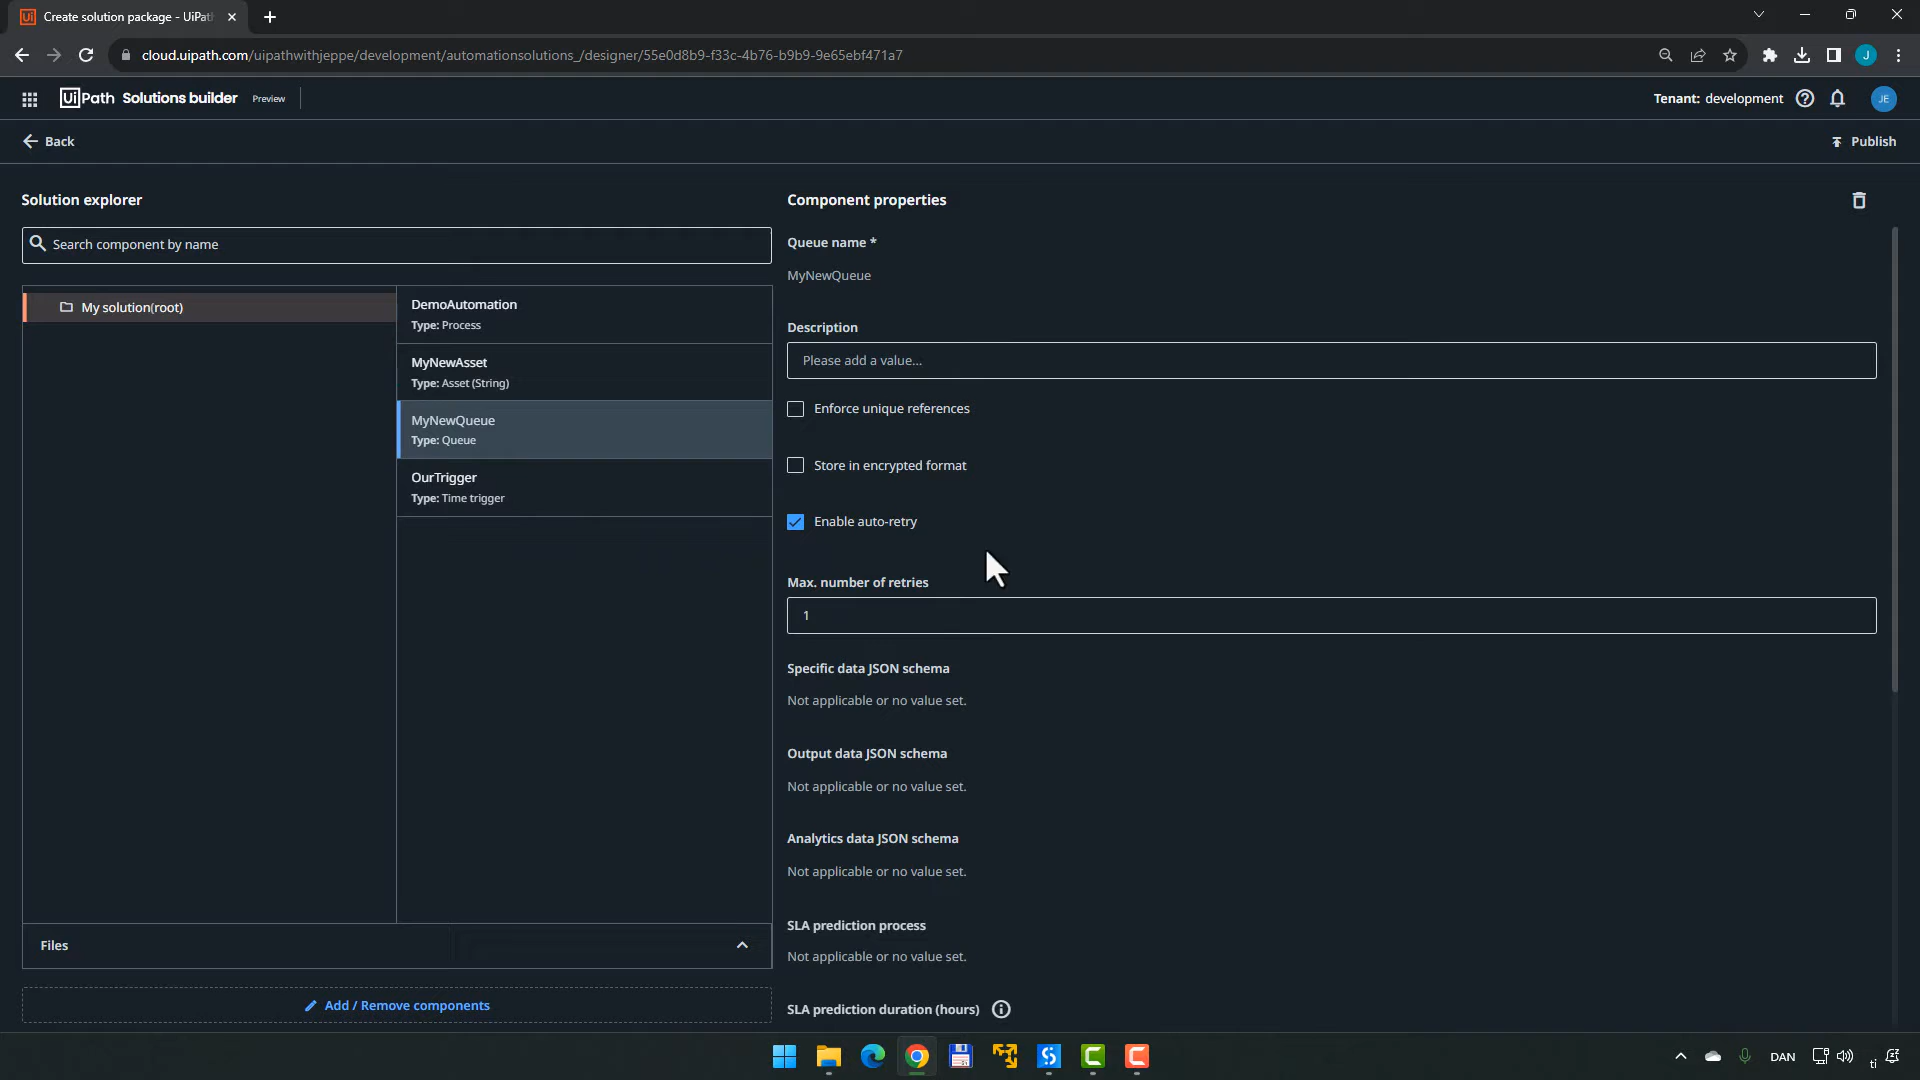 Create solution package - UiPat
cloud.uipath.com/uipathwithjeppe/development/automationsolutions_/designer/55e0d8b9-f33c-4b76-b9b9-9e65ebf471a7
J
UiPath Solutions builder Preview
Tenant: development
JE
Back
Publish
Solution explorer
Search component by name
My solution(root)
DemoAutomation
Type: Process
MyNewAsset
Type: Asset (String)
MyNewQueue
Type: Queue
OurTrigger
Type: Time trigger
Files
Add / Remove components
Component properties
Queue name *
MyNewQueue
Description
Please add a value...
Enforce unique references
Store in encrypted format
Enable auto-retry
Max. number of retries
1
Specific data JSON schema
Not applicable or no value set.
Output data JSON schema
Not applicable or no value set.
Analytics data JSON schema
Not applicable or no value set.
SLA prediction process
Not applicable or no value set.
SLA prediction duration (hours)
DAN
ti